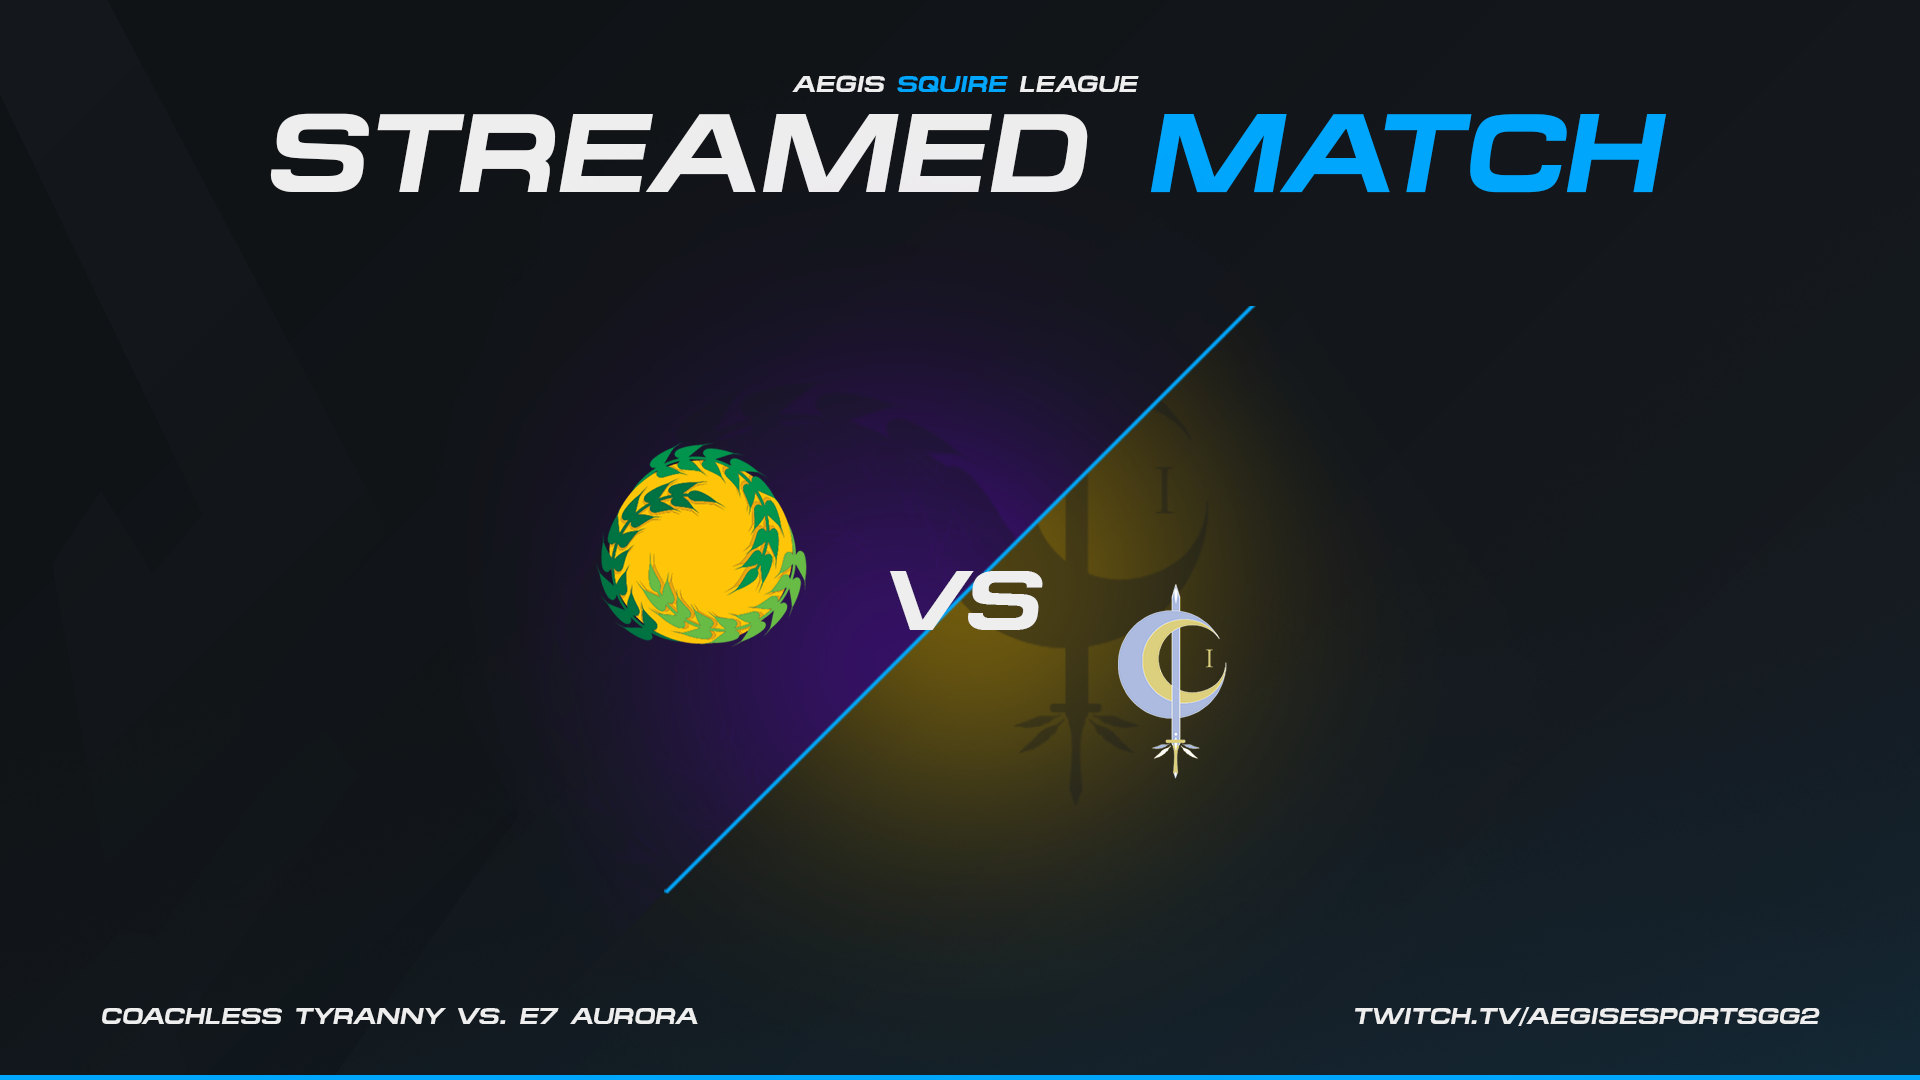 AEGIS SQUIRE LEAGUE
STREAMED MATCH
I
VS
I
COACHLESS TYRANNY VS. E7 AURORA
TWITCH.TV/AEGISESPORTSGG2